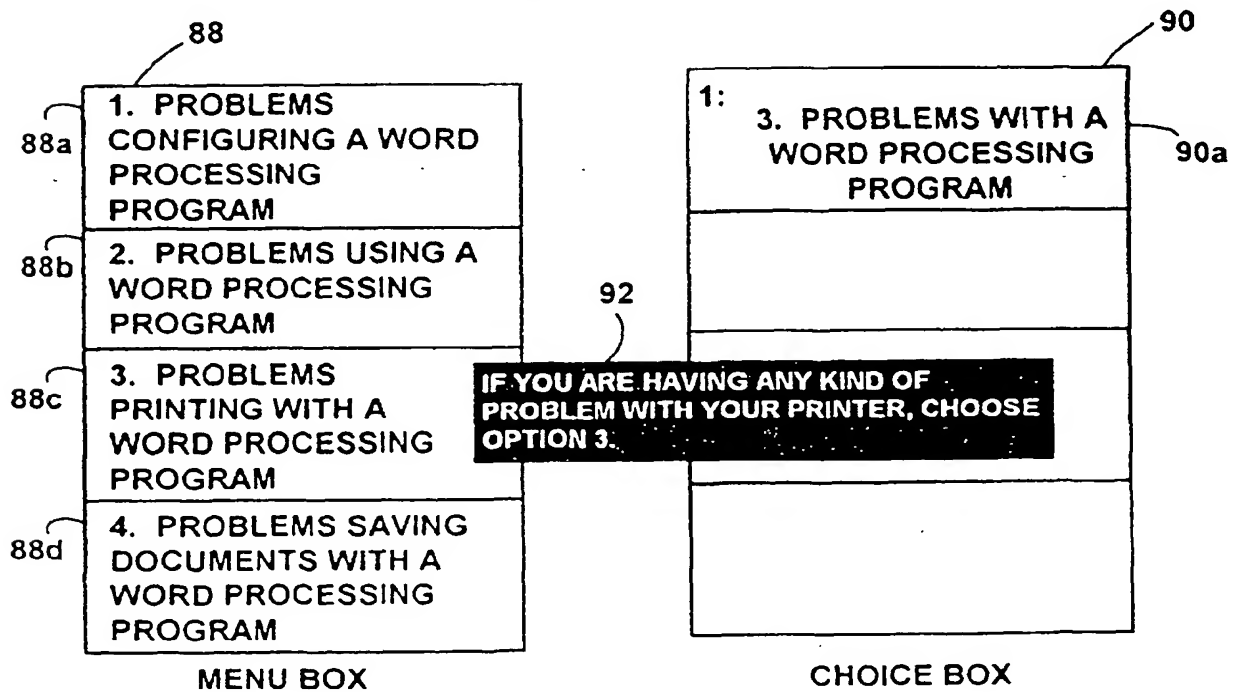 88
90
88a
1. PROBLEMS
CONFIGURING A WORD
PROCESSING
PROGRAM
88b
2. PROBLEMS USING A
WORD PROCESSING
PROGRAM
88c
3. PROBLEMS
PRINTING WITH A
WORD PROCESSING
PROGRAM
88d
4. PROBLEMS SAVING
DOCUMENTS WITH A
WORD PROCESSING
PROGRAM
MENU BOX
92
IF YOU ARE HAVING ANY KIND OF
PROBLEM WITH YOUR PRINTER, CHOOSE
OPTION 3.
1:
3. PROBLEMS WITH A
WORD PROCESSING
PROGRAM
90a
CHOICE BOX